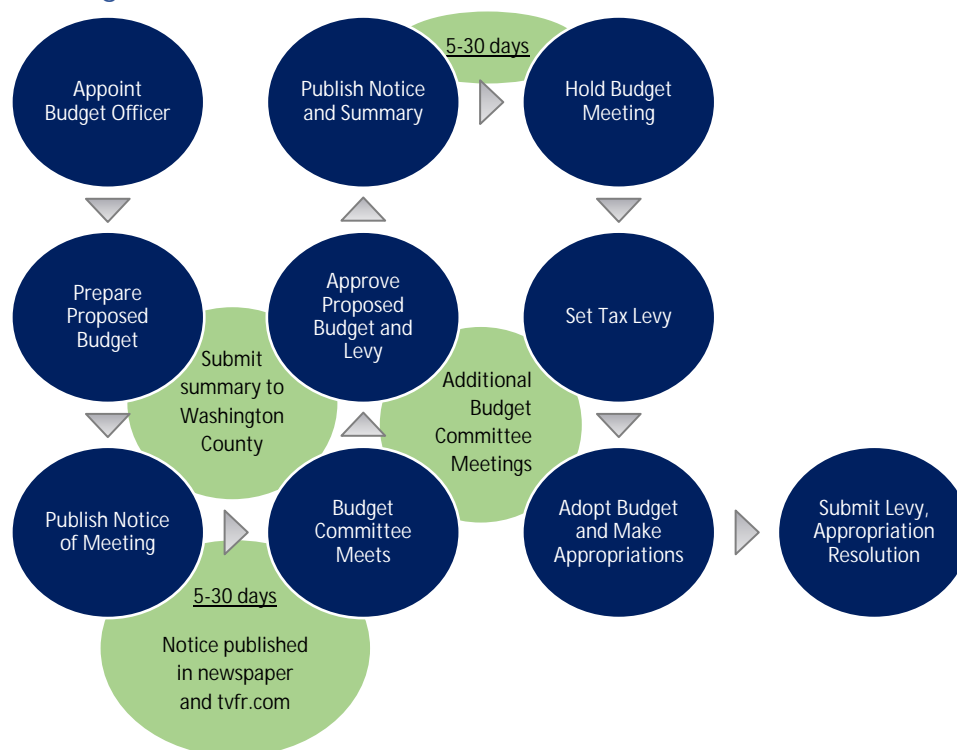 Appoint
Budget Officer
Prepare
Proposed
Budget
Publish Notice
of Meeting
5-30 days
Notice published
in newspaper
and tvfr.com
Submit
summary to
Washington
County
Budget
Committee
Meets
Additional
Budget
Committee
Meetings
Approve
Proposed
Budget and
Levy
Publish Notice
and Summary
5-30 days
Hold Budget
Meeting
Set Tax Levy
Adopt Budget
and Make
Appropriations
Submit Levy,
Appropriation
Resolution